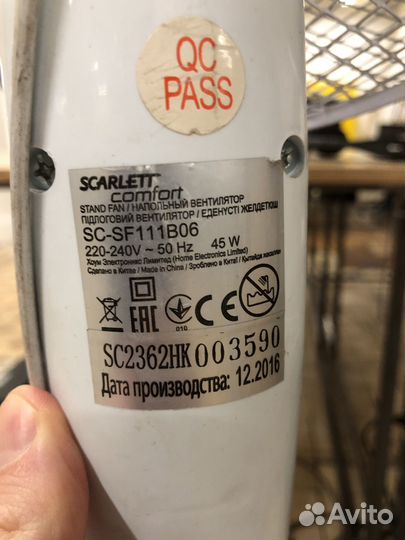 QC
PASS
SCARLETT
comfort
STAND FAN / НАПОЛЬНЫЙ ВЕНТИЛЯТОР
ПІДЛОГОВИЙ ВЕНТИЛЯТОР / ЕДЕНҮСТІ ЖЕЛДЕТКІШ
SC-SF111B06
220-240V ~ 50 Hz 45 W
Хоум Электроникс Лимитед (Home Electronics Limited)
Сделано в Китае / Made in China / Зроблено в Китаї / Қытайда жасалған
EAC
010
CE
SC2362HK 003590
Дата производства: 12.2016
Avito